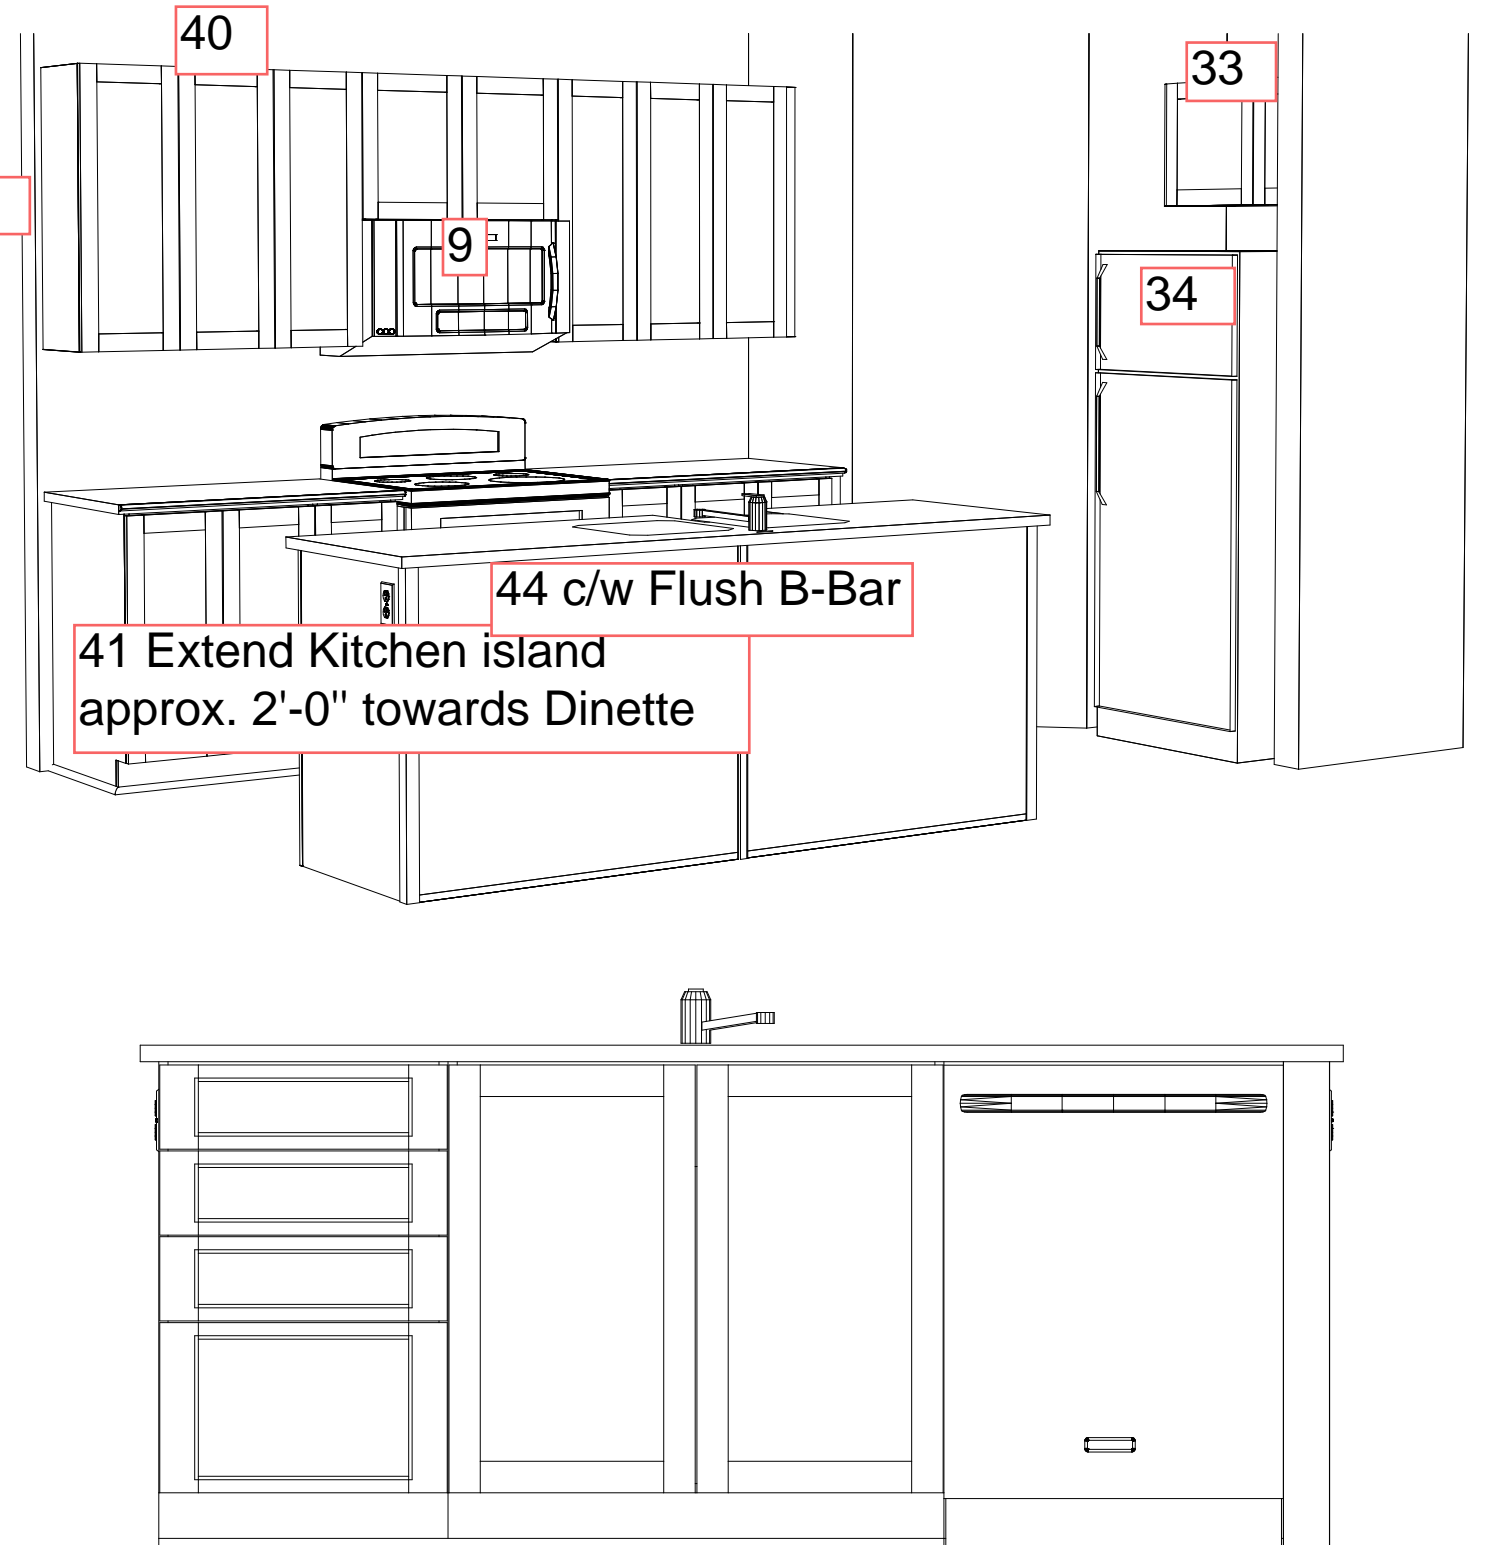 40
33
9
34
44 c/w Flush B-Bar
41 Extend Kitchen island
approx. 2'-0" towards Dinette